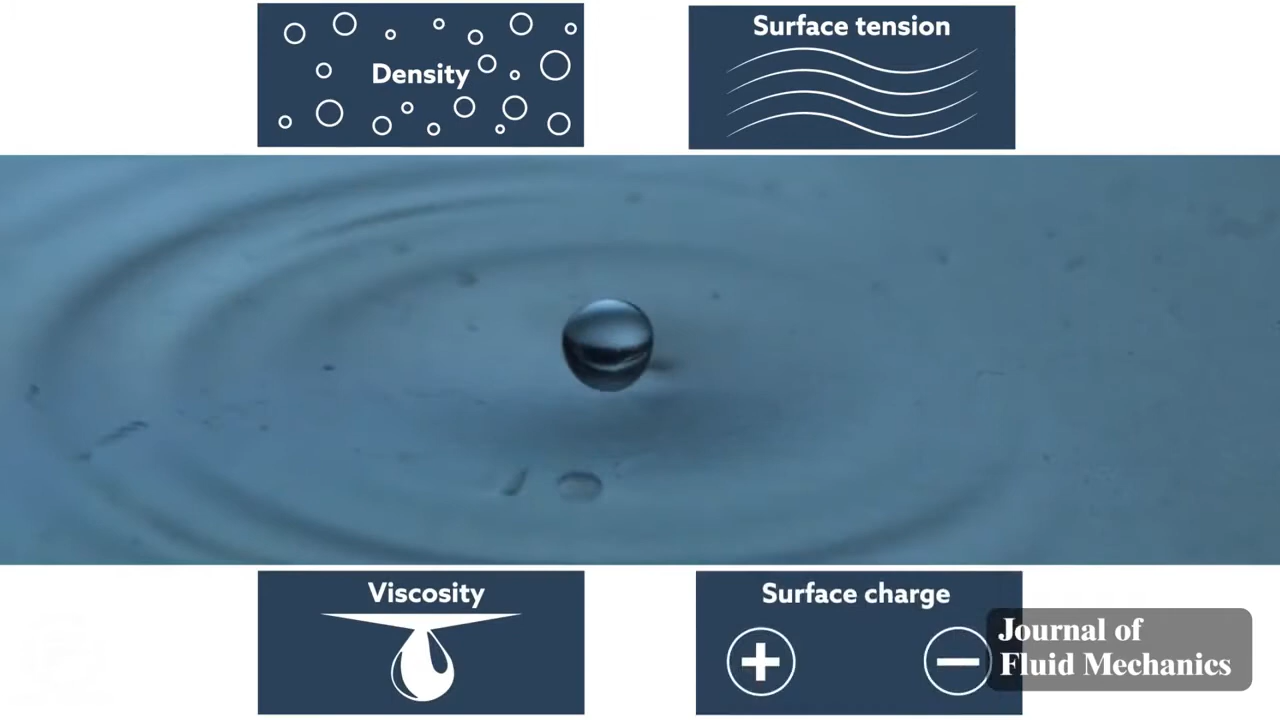 Density
Surface tension
Viscosity
Surface charge
Journal of
Fluid Mechanics